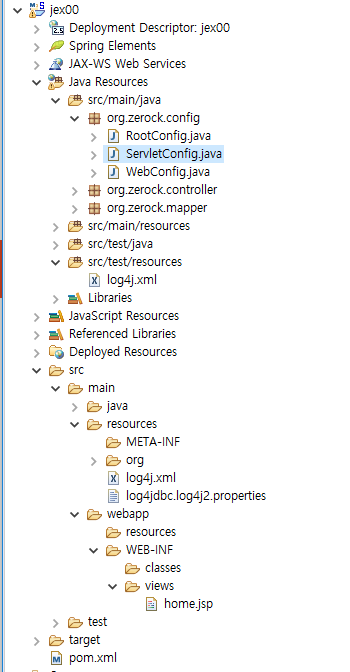 jex00
Deployment Descriptor: jex00
Spring Elements
JAX-WS Web Services
Java Resources
src/main/java
org.zerock.config
RootConfig.java
ServletConfig.java
WebConfig.java
org.zerock.controller
org.zerock.mapper
src/main/resources
src/test/java
src/test/resources
log4j.xml
Libraries
JavaScript Resources
Referenced Libraries
Deployed Resources
src
main
java
resources
META-INF
org
log4j.xml
log4jdbc.log4j2.properties
webapp
resources
WEB-INF
classes
views
home.jsp
test
target
pom.xml